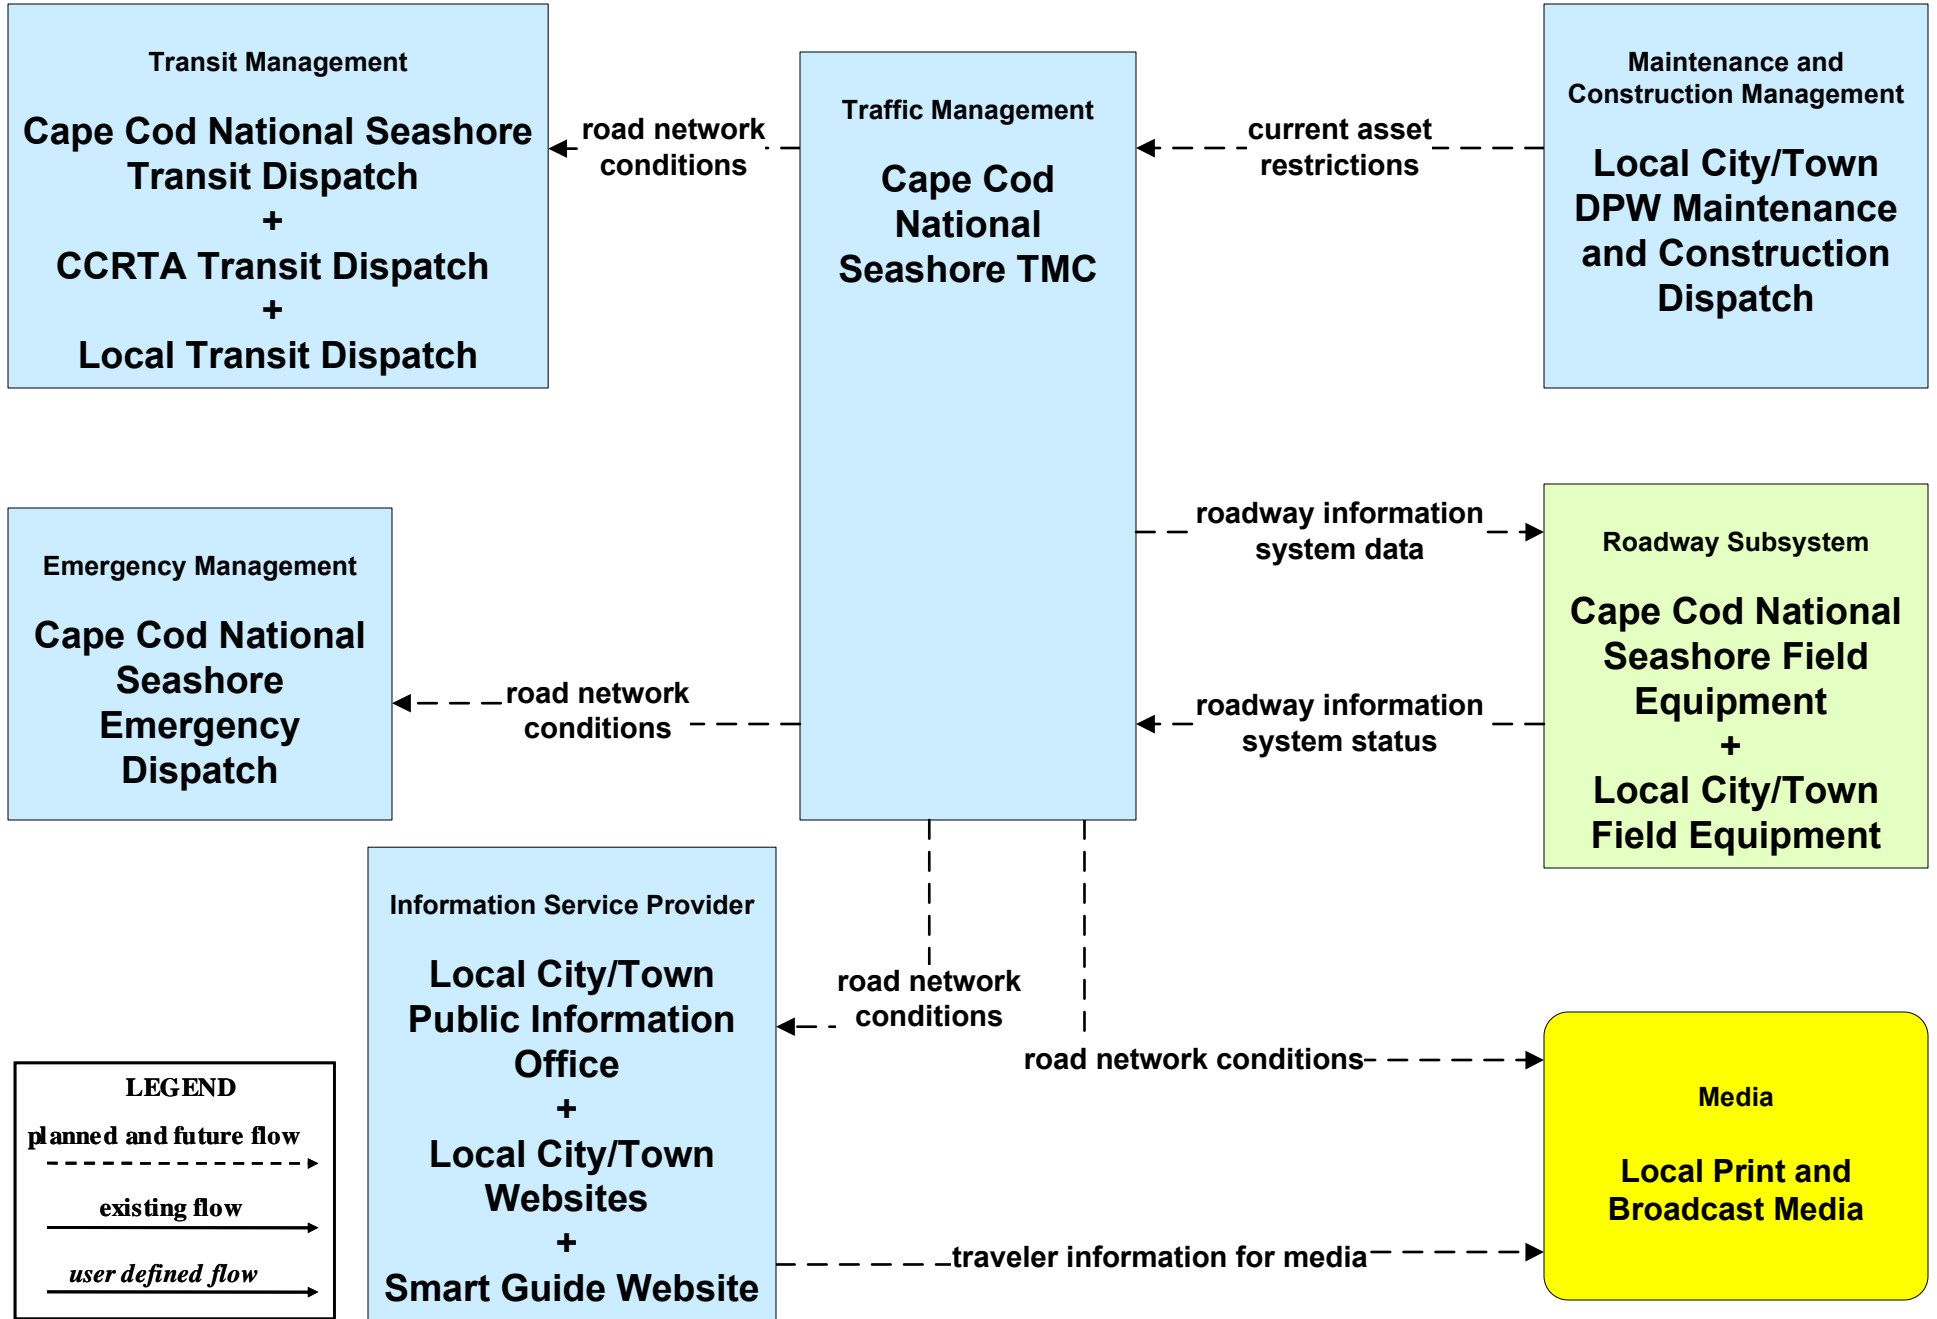 Transit Management
Cape Cod National Seashore
Transit Dispatch
+
CCRTA Transit Dispatch
+
Local Transit Dispatch
road network
conditions
Traffic Management
Cape Cod
National
Seashore TMC
current asset
restrictions
Maintenance and
Construction Management
Local City/Town
DPW Maintenance
and Construction
Dispatch
Emergency Management
Cape Cod National
Seashore
Emergency
Dispatch
road network
conditions
roadway information
system data
roadway information
system status
Roadway Subsystem
Cape Cod National
Seashore Field
Equipment
+
Local City/Town
Field Equipment
Information Service Provider
Local City/Town
Public Information
Office
+
Local City/Town
Websites
+
Smart Guide Website
road network
conditions
road network conditions
traveler information for media
Media
Local Print and
Broadcast Media
LEGEND
planned and future flow
existing flow
user defined flow